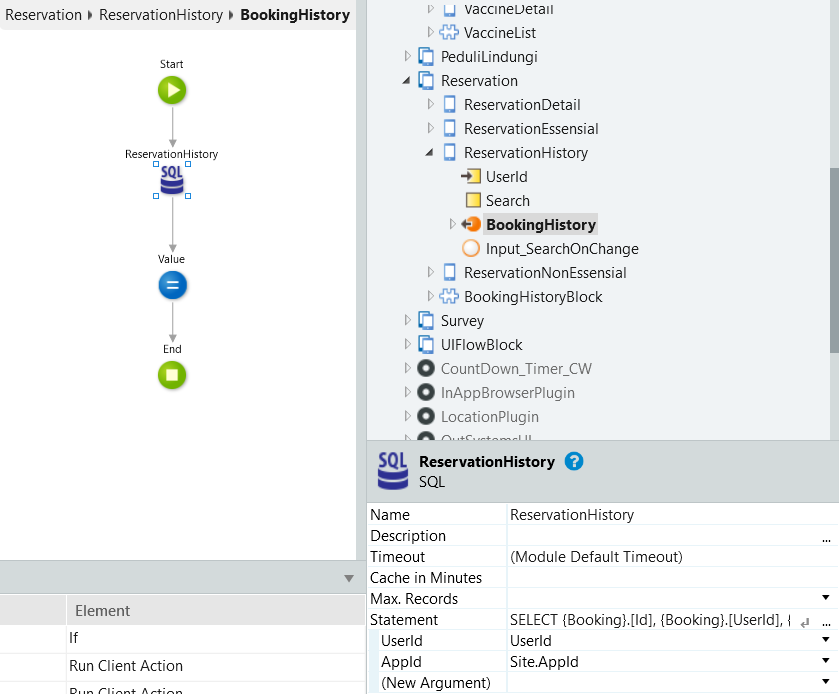 Reservation ReservationHistory BookingHistory
Start
ReservationHistory
SQL
Value
End
Element
If
Run Client Action
Run Client Action
VaccineDetail
VaccineList
PeduliLindungi
Reservation
ReservationDetail
ReservationEssensial
ReservationHistory
UserId
Search
BookingHistory
Input_SearchOnChange
ReservationNonEssensial
BookingHistoryBlock
Survey
UIFlowBlock
CountDown_Timer_CW
InAppBrowserPlugin
LocationPlugin
OutSystemsUI
SQL ReservationHistory ?
SQL
Name ReservationHistory
Description ...
Timeout (Module Default Timeout)
Cache in Minutes
Max. Records
Statement SELECT {Booking}.[Id], {Booking}.[UserId], { ...
UserId UserId
AppId Site.AppId
(New Argument)